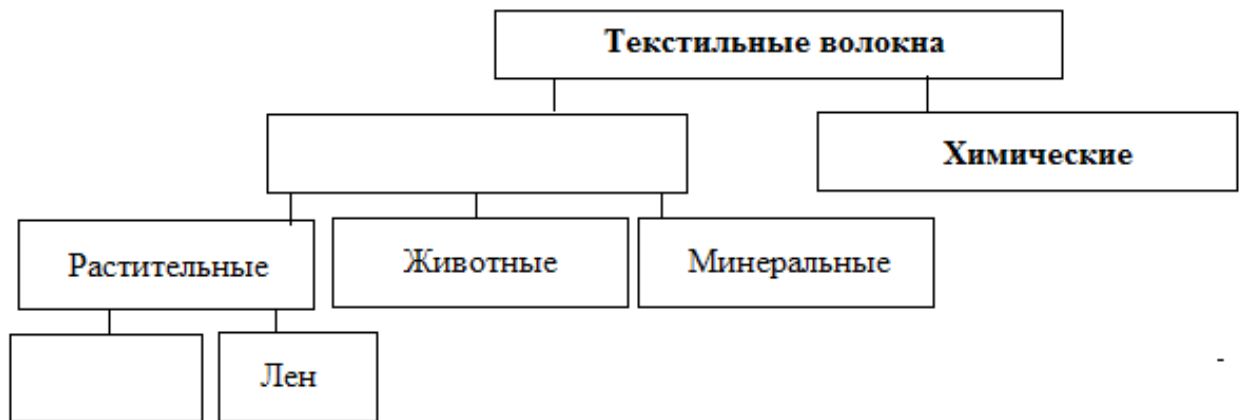 Текстильные волокна
Химические
Растительные
Животные
Минеральные
Лен
-